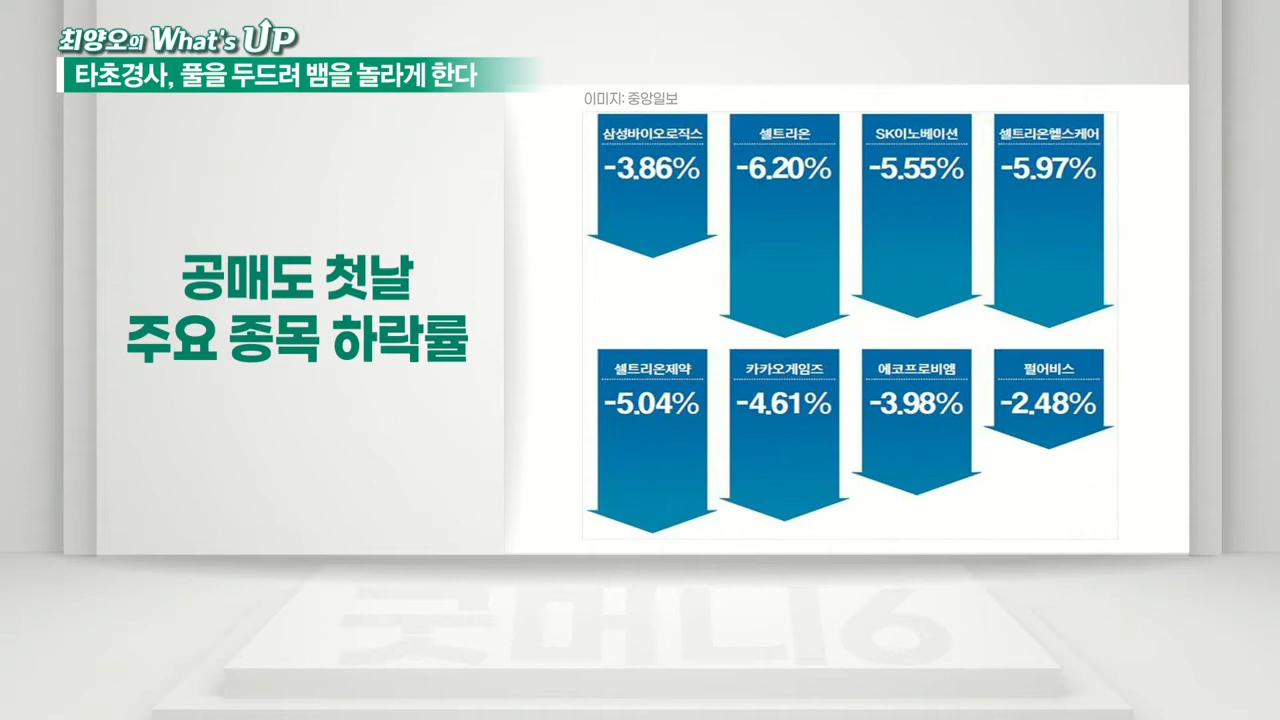 최양오의 What's UP
타초경사, 풀을 두드려 뱀을 놀라게 한다
이미지: 중앙일보
공매도 첫날
주요 종목 하락률
삼성바이오로직스
-3.86%
셀트리온
-6.20%
SK이노베이션
-5.55%
셀트리온헬스케어
-5.97%
셀트리온제약
-5.04%
카카오게임즈
-4.61%
에코프로비엠
-3.98%
펄어비스
-2.48%
굿머니6